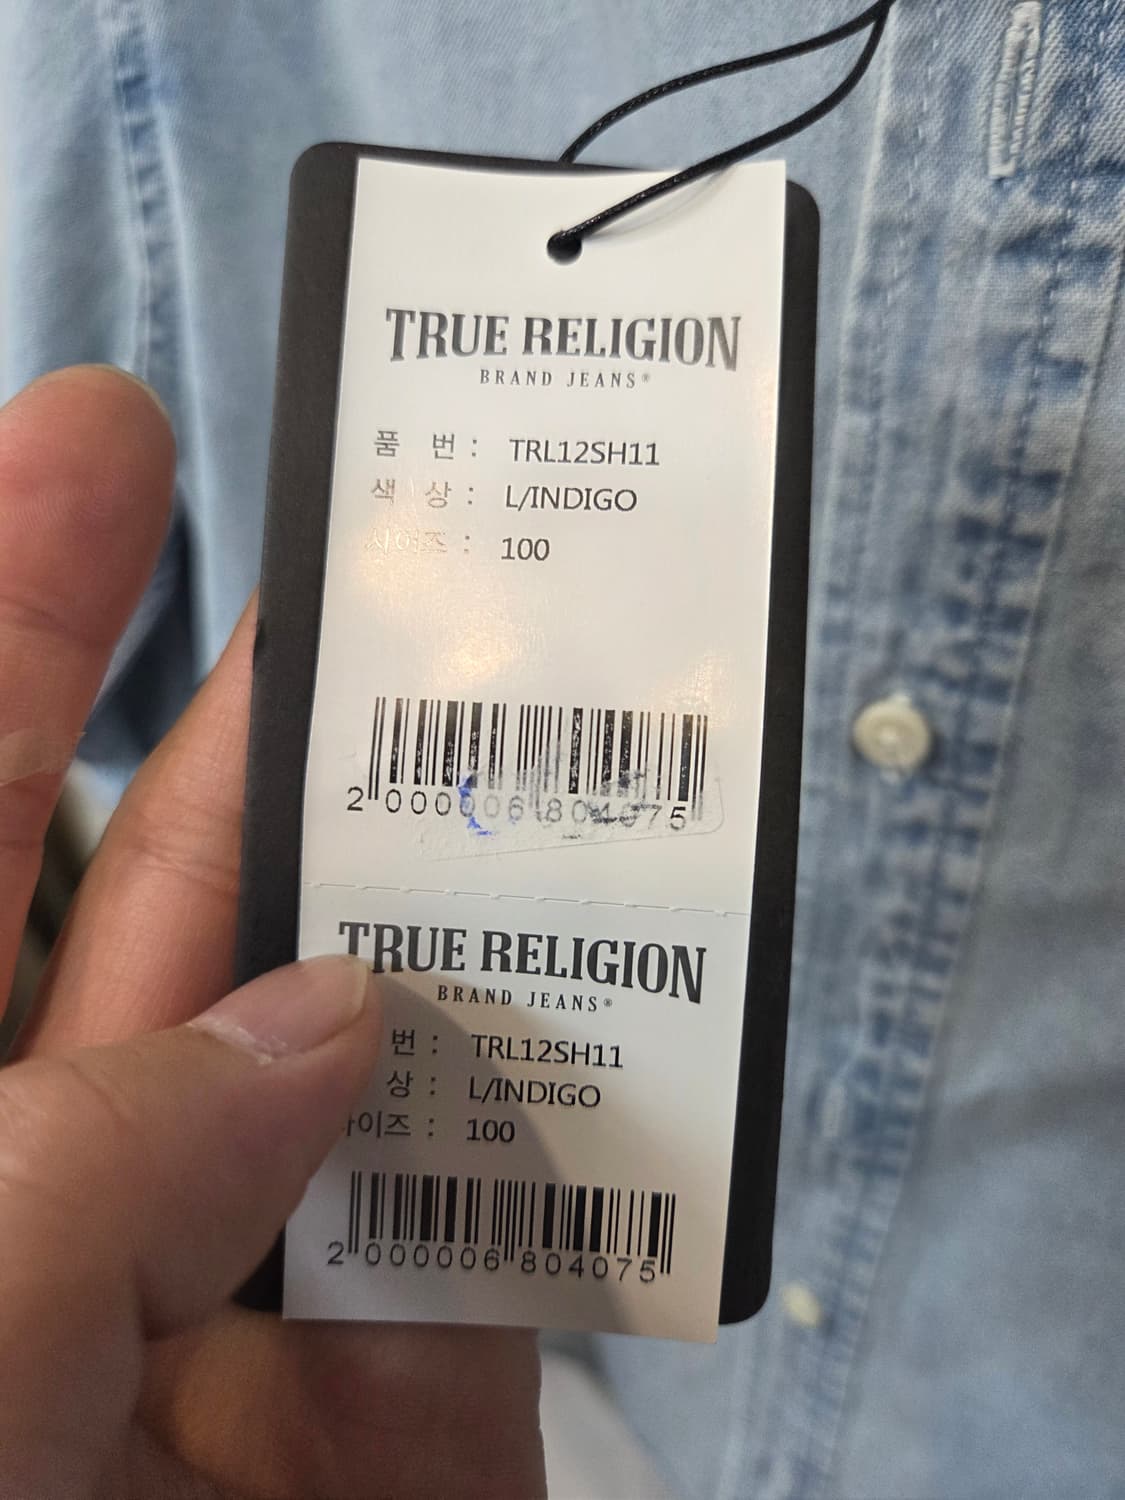 TRUE RELIGION
BRAND JEANS®
품 번 : TRL12SH11
색 상 : L/INDIGO
사이즈 : 100
2 000006 804075
TRUE RELIGION
BRAND JEANS®
번 : TRL12SH11
상 : L/INDIGO
이즈 : 100
2 000006 804075